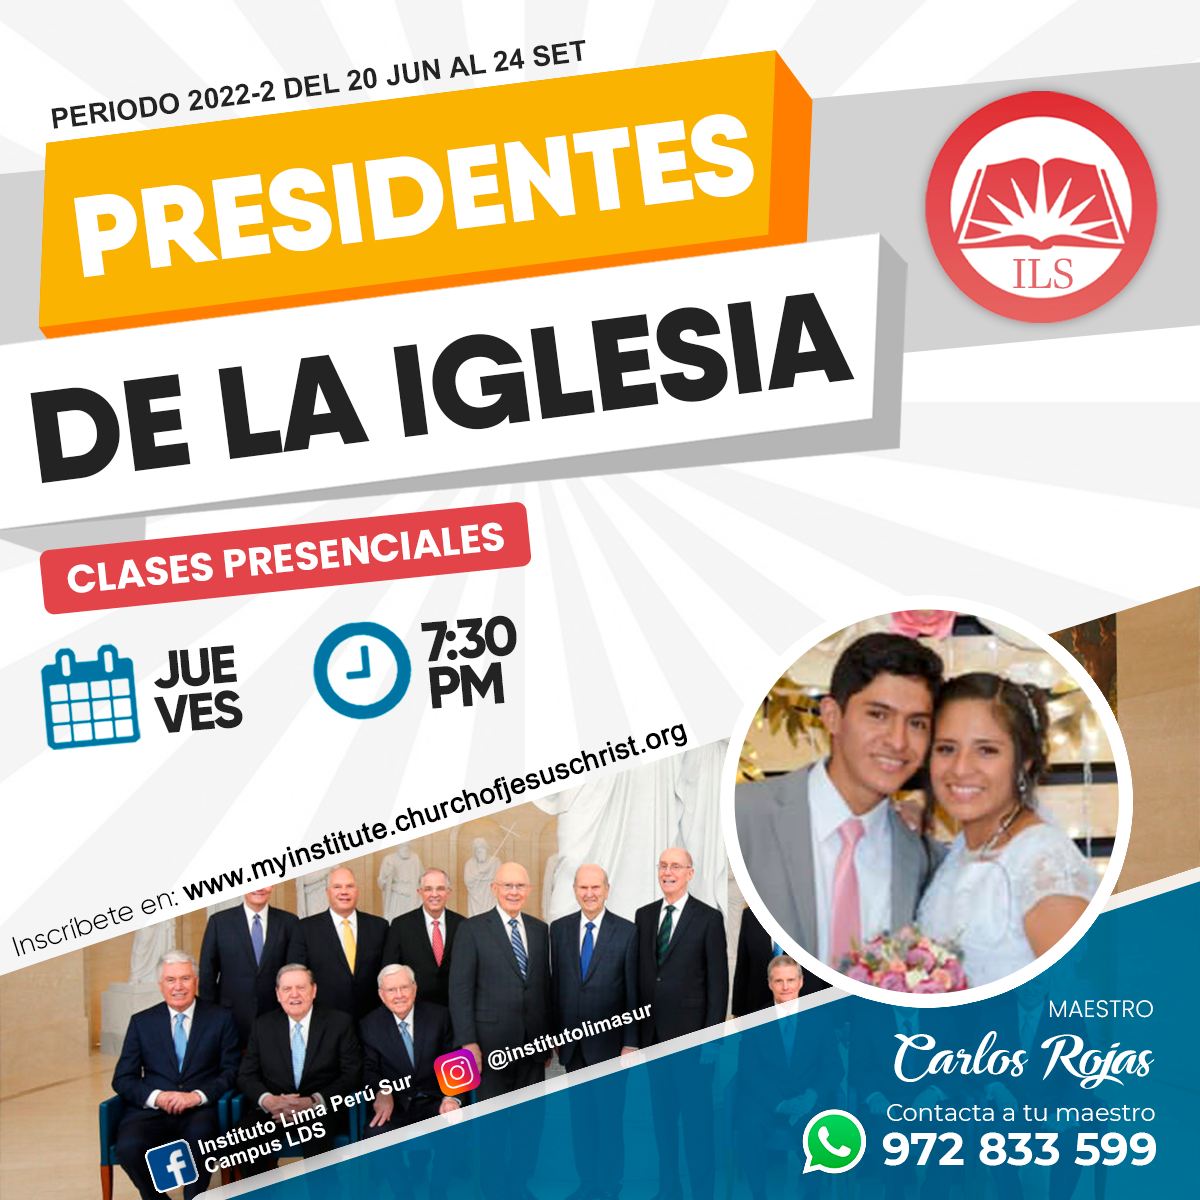 PERIODO 2022-2 DEL 20 JUN AL 24 SET
PRESIDENTES
DE LA IGLESIA
ILS
CLASES PRESENCIALES
JUE
VES
7:30
PM
Inscríbete en: www.myinstitute.churchofjesuschrist.org
@institutolimasur
Instituto Lima Perú Sur
Campus LDS
MAESTRO
Carlos Rojas
Contacta a tu maestro
972 833 599